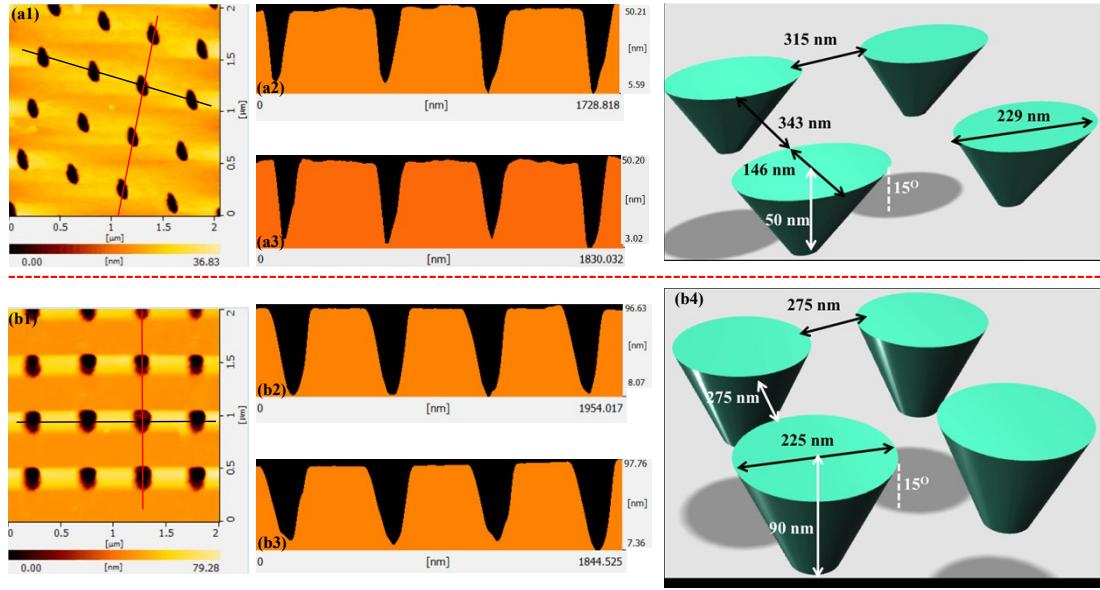 (a1)
0
0.5
1
1.5
2
[µm]
0
0.5
1
1.5
2
[µm]
0.00
[nm]
36.83
(a2)
50.21
[nm]
5.59
0
[nm]
1728.818
(a3)
50.20
[nm]
3.02
0
[nm]
1830.032
315 nm
343 nm
229 nm
146 nm
50 nm
15O
(b1)
0
0.5
1
1.5
2
[µm]
0
0.5
1
1.5
2
[µm]
0.00
[nm]
79.28
(b2)
96.63
[nm]
8.07
0
[nm]
1954.017
(b3)
97.76
[nm]
7.36
0
[nm]
1844.525
(b4)
275 nm
275 nm
225 nm
15O
90 nm